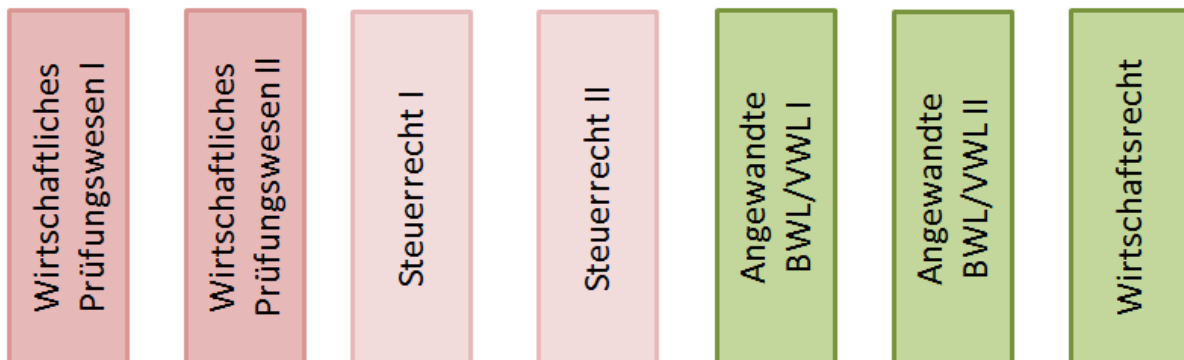 Wirtschaftliches
Prüfungswesen I
Wirtschaftliches
Prüfungswesen II
Steuerrecht I
Steuerrecht II
Angewandte
BWL/VWL I
Angewandte
BWL/VWL II
Wirtschaftsrecht